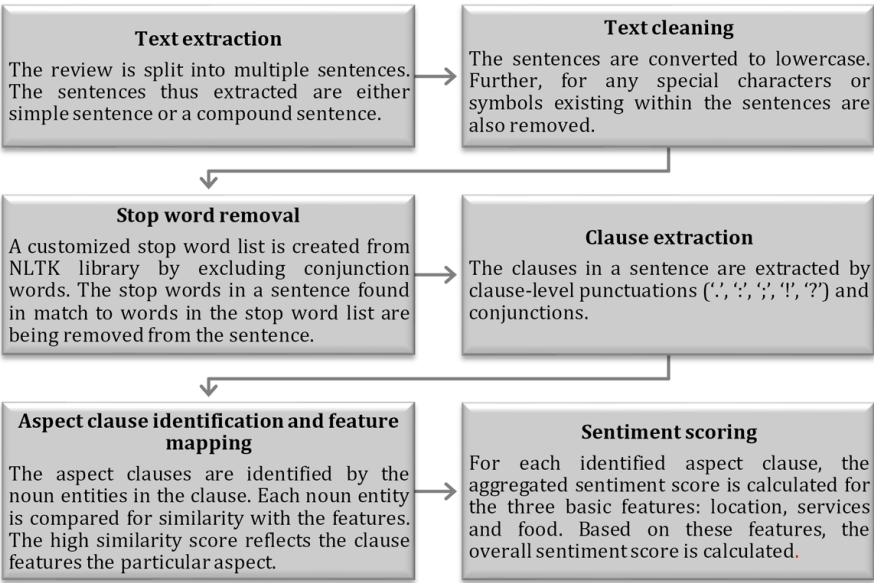 Text extraction
The review is split into multiple sentences.
The sentences thus extracted are either
simple sentence or a compound sentence.
Text cleaning
The sentences are converted to lowercase.
Further, for any special characters or
symbols existing within the sentences are
also removed.
Stop word removal
A customized stop word list is created from
NLTK library by excluding conjunction
words. The stop words in a sentence found
in match to words in the stop word list are
being removed from the sentence.
Clause extraction
The clauses in a sentence are extracted by
clause-level punctuations (‘.’, ‘:’, ‘;’, ‘!’, ‘?’) and
conjunctions.
Aspect clause identification and feature
mapping
The aspect clauses are identified by the
noun entities in the clause. Each noun entity
is compared for similarity with the features.
The high similarity score reflects the clause
features the particular aspect.
Sentiment scoring
For each identified aspect clause, the
aggregated sentiment score is calculated for
the three basic features: location, services
and food. Based on these features, the
overall sentiment score is calculated.